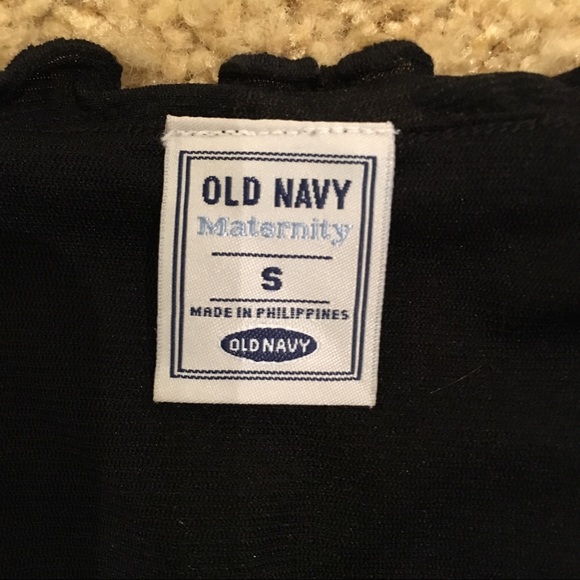 OLD NAVY
Maternity
S
MADE IN PHILIPPINES
OLD NAVY